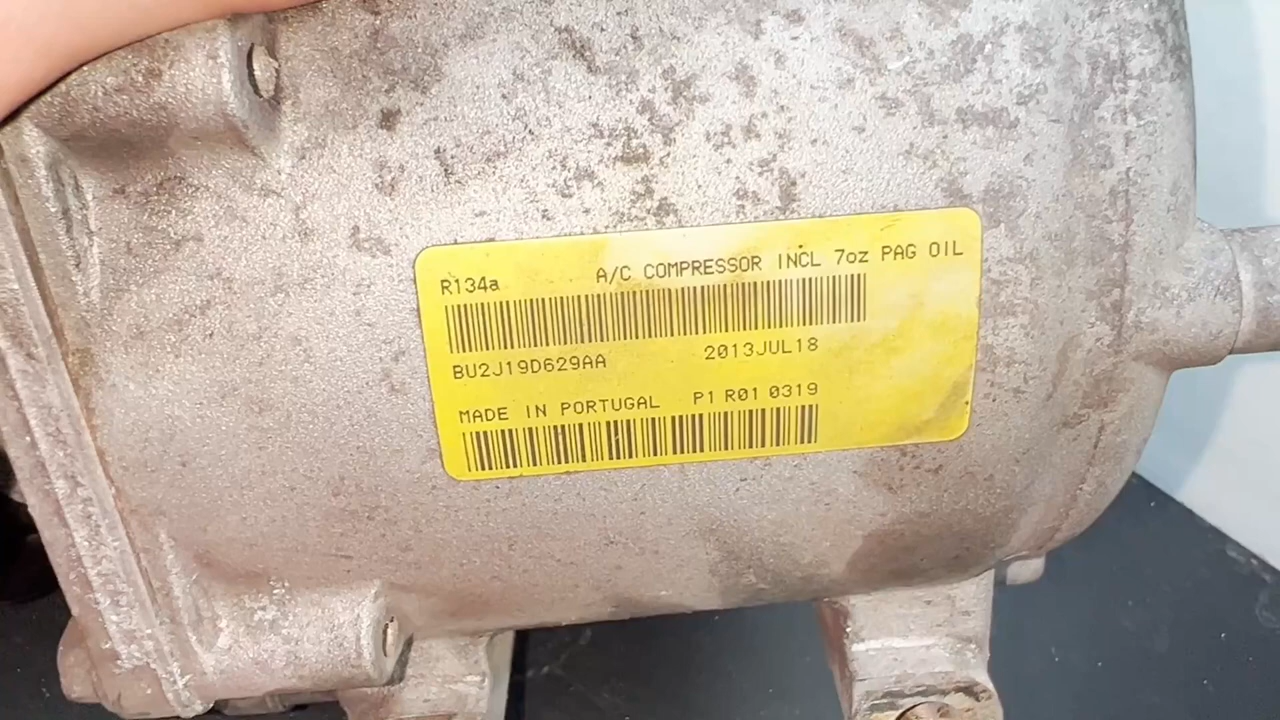 R134a A/C COMPRESSOR INCL 7oz PAG OIL
BU2J19D629AA 2013JUL18
MADE IN PORTUGAL P1 R01 0319